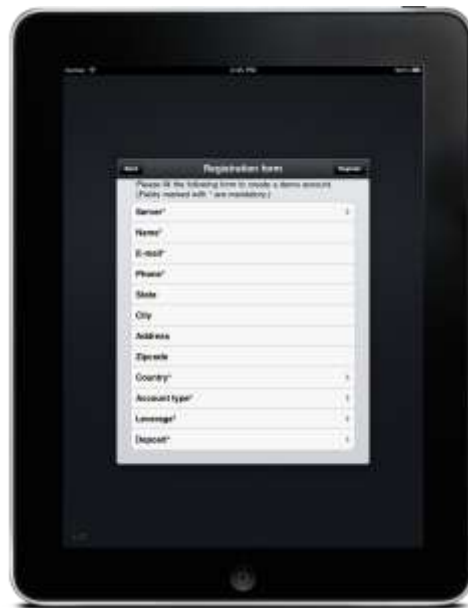 Registration form
Register
Please fill the following form to create a demo account.
(Fields marked with * are mandatory.)
Server*
Name*
E-mail*
Phone*
State
City
Address
Zipcode
Country*
Account type*
Leverage*
Deposit*